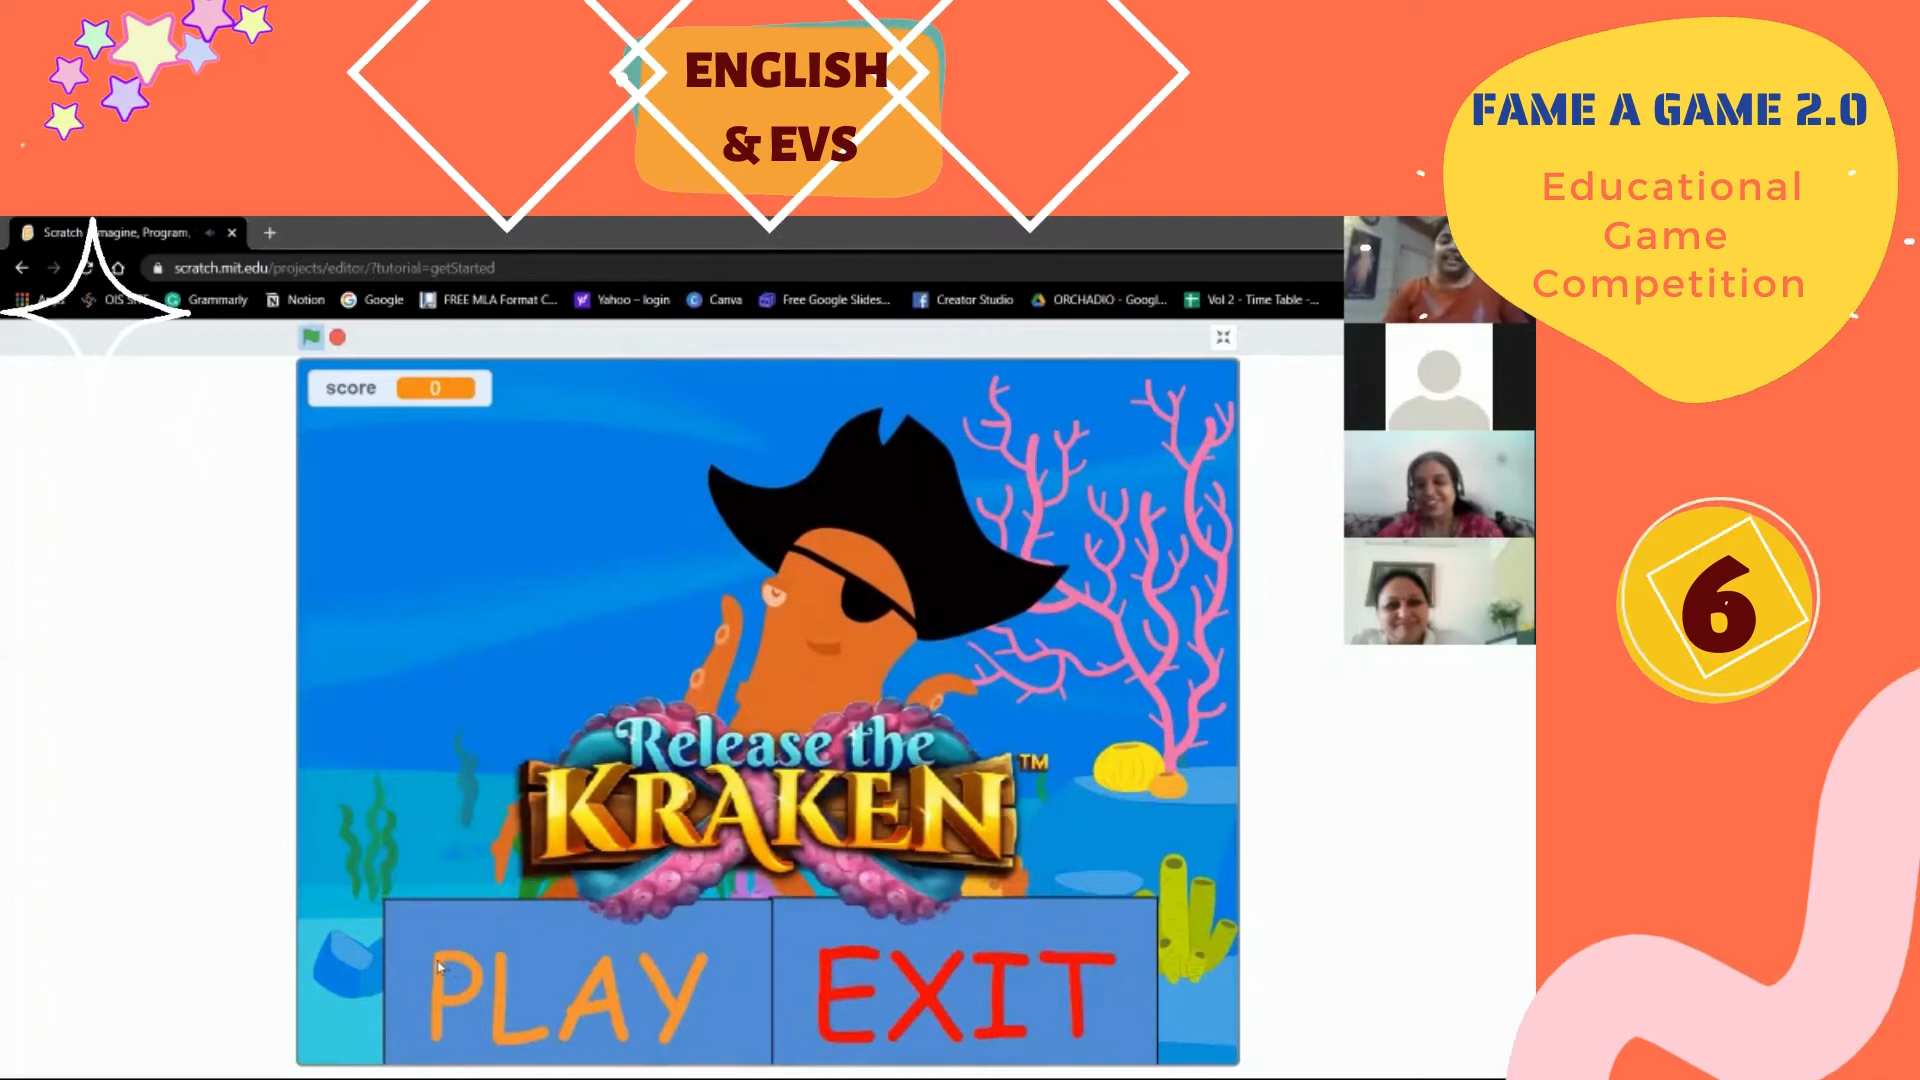 ENGLISH
& EVS
FAME A GAME 2.0
Educational
Game
Competition
Scratch magine, Program,
scratch.mit.edu/projects/editor/?tutorial=getStarted
OIS Grammarly Notion Google FREE MLA Format C... Yahoo – login Canva Free Google Slides... Creator Studio ORCHADIO - Googl... Vol 2 - Time Table -...
score 0
6
Release the
KRAKEN TM
PLAY EXIT